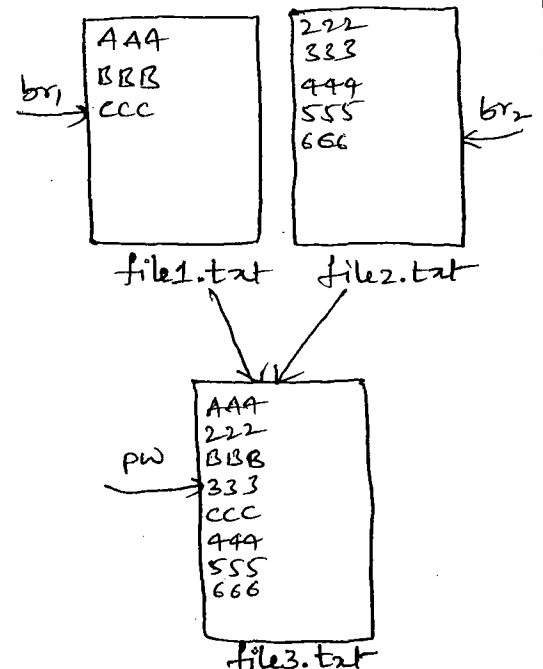 AAA
BBB
CCC
br1
file1.txt
222
333
444
555
666
br2
file2.txt
AAA
222
BBB
333
CCC
444
555
666
pw
file3.txt